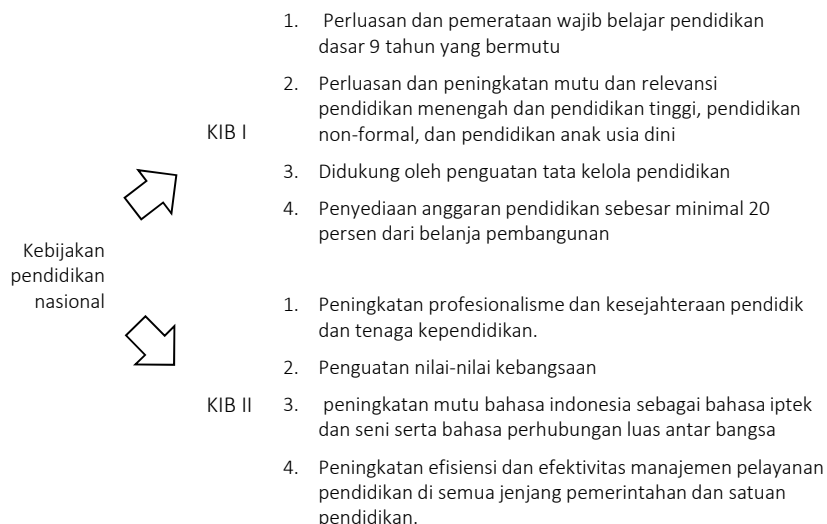 Kebijakan
pendidikan
nasional
KIB I
1. Perluasan dan pemerataan wajib belajar pendidikan
dasar 9 tahun yang bermutu
2. Perluasan dan peningkatan mutu dan relevansi
pendidikan menengah dan pendidikan tinggi, pendidikan
non-formal, dan pendidikan anak usia dini
3. Didukung oleh penguatan tata kelola pendidikan
4. Penyediaan anggaran pendidikan sebesar minimal 20
persen dari belanja pembangunan
KIB II
1. Peningkatan profesionalisme dan kesejahteraan pendidik
dan tenaga kependidikan.
2. Penguatan nilai-nilai kebangsaan
3. peningkatan mutu bahasa indonesia sebagai bahasa iptek
dan seni serta bahasa perhubungan luas antar bangsa
4. Peningkatan efisiensi dan efektivitas manajemen pelayanan
pendidikan di semua jenjang pemerintahan dan satuan
pendidikan.